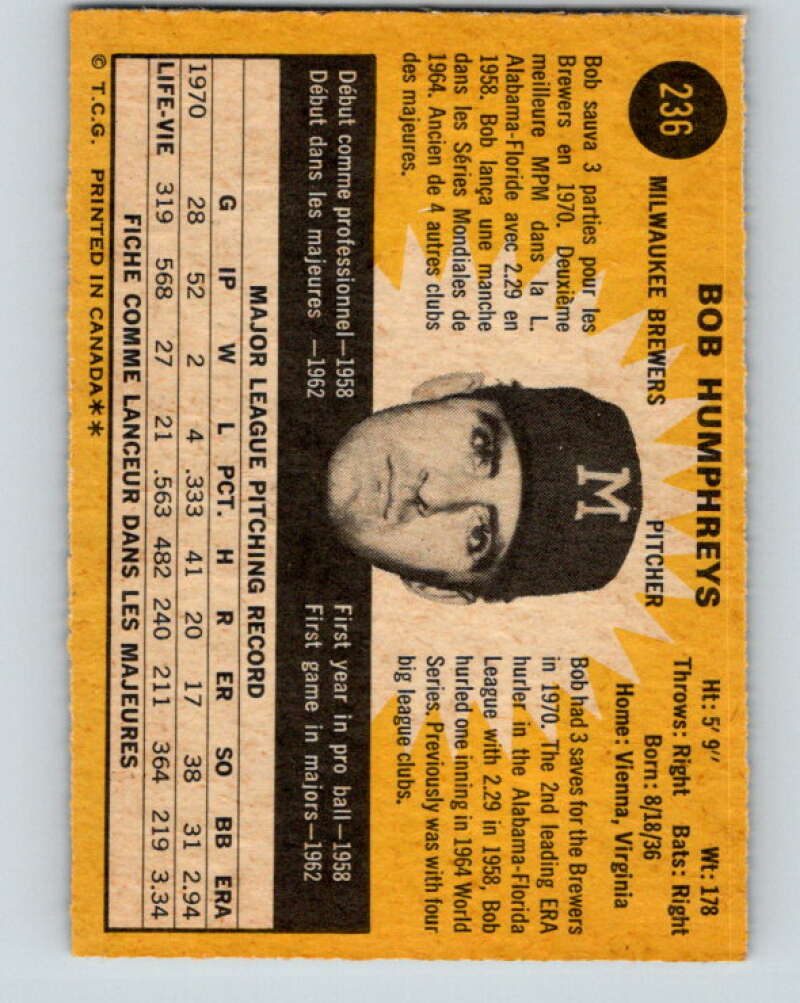 236
BOB HUMPHREYS
MILWAUKEE BREWERS PITCHER
Ht: 5' 9" Wt: 178
Throws: Right Bats: Right
Born: 8/18/36
Home: Vienna, Virginia
Bob sauva 3 parties pour les
Brewers en 1970. Deuxième
meilleure MPM dans la L.
Alabama-Floride avec 2.29 en
1958. Bob lança une manche
dans les Séries Mondiales de
1964. Ancien de 4 autres clubs
des majeures.
M
Bob had 3 saves for the Brewers
in 1970. The 2nd leading ERA
hurler in the Alabama-Florida
League with 2.29 in 1958, Bob
hurled one inning in 1964 World
Series. Previously was with four
big league clubs.
Début comme professionnel—1958
Début dans les majeures —1962
First year in pro ball—1958
First game in majors—1962
MAJOR LEAGUE PITCHING RECORD
G IP W L PCT. H R ER SO BB ERA
1970 28 52 2 4 .333 41 20 17 38 31 2.94
LIFE-VIE 319 568 27 21 .563 482 240 211 364 219 3.34
FICHE COMME LANCEUR DANS LES MAJEURES
© T.C.G. PRINTED IN CANADA**